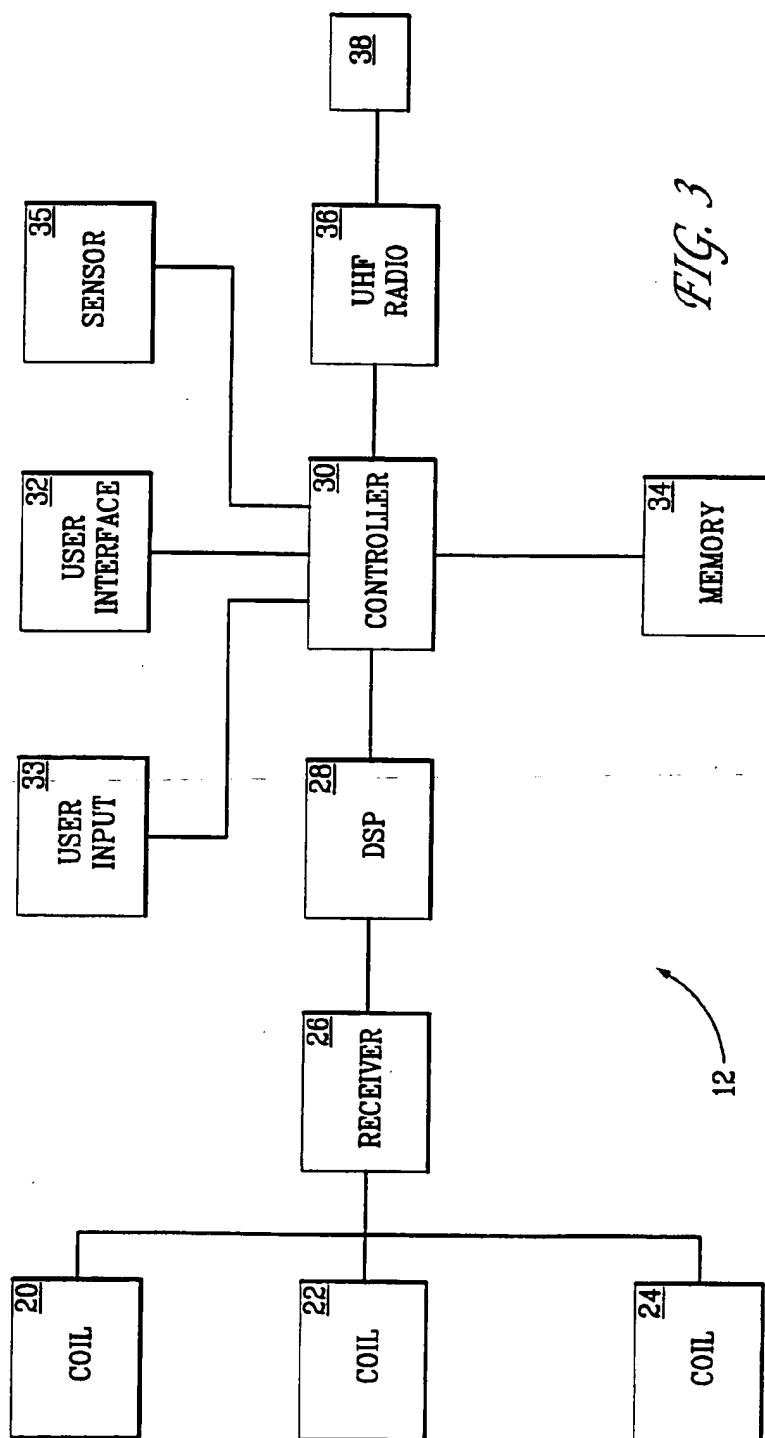 20
COIL
22
COIL
24
COIL
26
RECEIVER
28
DSP
33
USER
INPUT
32
USER
INTERFACE
35
SENSOR
30
CONTROLLER
34
MEMORY
36
UHF
RADIO
38
12
FIG. 3